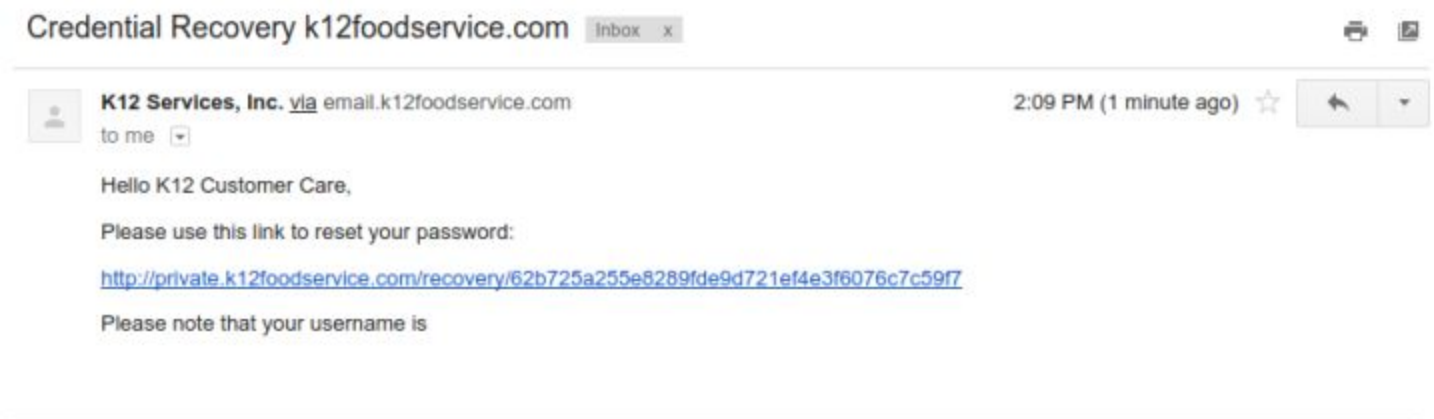 Credential Recovery k12foodservice.com Inbox x
K12 Services, Inc. via email.k12foodservice.com 2:09 PM (1 minute ago)
to me
Hello K12 Customer Care,
Please use this link to reset your password:
http://private.k12foodservice.com/recovery/62b725a255e8289fde9d721ef4e3f6076c7c59f7
Please note that your username is